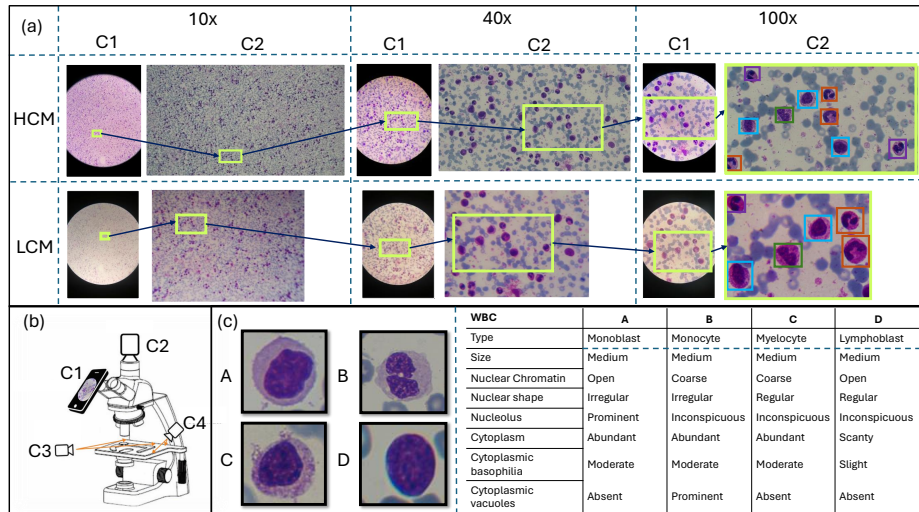 (a)
10x
40x
100x
C1
C2
C1
C2
C1
C2
HCM
LCM
(b)
C2
C1
C4
C3
(c)
A
B
C
D
WBC A B C D
Type Monoblast Monocyte Myelocyte Lymphoblast
Size Medium Medium Medium Medium
Nuclear Chromatin Open Coarse Coarse Open
Nuclear shape Irregular Irregular Regular Regular
Nucleolus Prominent Inconspicuous Inconspicuous Inconspicuous
Cytoplasm Abundant Abundant Abundant Scanty
Cytoplasmic
basophilia Moderate Moderate Moderate Slight
Cytoplasmic
vacuoles Absent Prominent Absent Absent